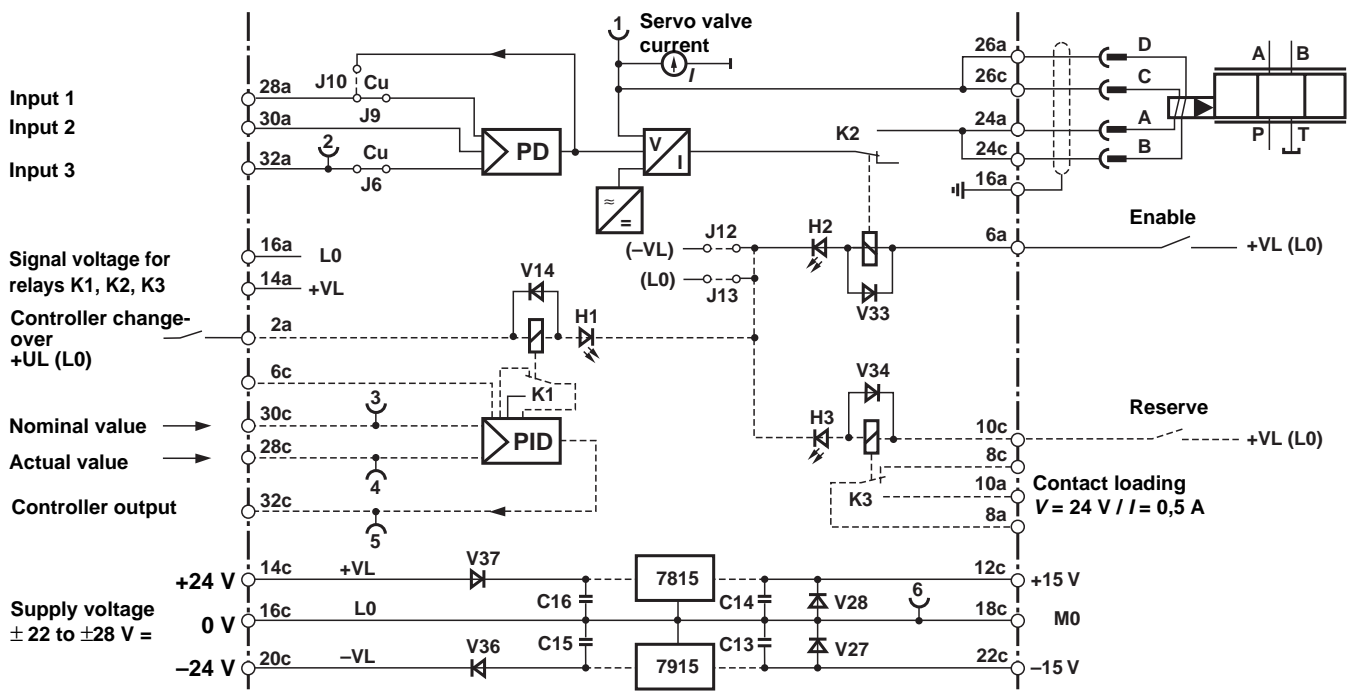 1
Servo valve
current
I
26a
D
A
B
J10
Cu
26c
C
Input 1
28a
J9
Input 2
30a
K2
24a
A
2
Cu
PD
V
I
P
T
Input 3
32a
J6
24c
B
≈
=
16a
Enable
J12
H2
6a
16a
L0
(–VL)
+VL (L0)
Signal voltage for
relays K1, K2, K3
14a
+VL
V14
(L0)
J13
V33
Controller change-
over
+UL (L0)
2a
H1
V34
6c
K1
Reserve
3
30c
H3
10c
+VL (L0)
Nominal value
PID
28c
8c
Actual value
4
10a
Contact loading
K3
V = 24 V / I = 0,5 A
Controller output
32c
8a
5
V37
+24 V
14c
+VL
7815
12c
+15 V
6
C16
C14
V28
Supply voltage
± 22 to ±28 V =
0 V
16c
L0
18c
M0
C15
C13
V27
V36
–24 V
20c
–VL
7915
22c
–15 V